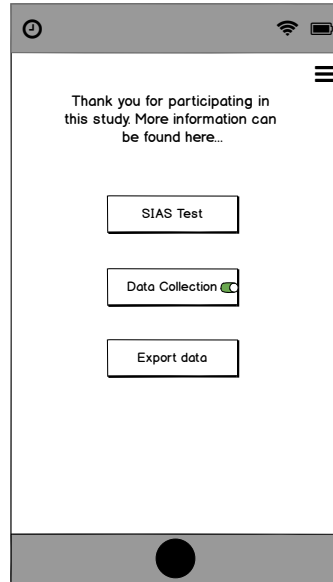 Thank you for participating in
this study. More information can
be found here...
SIAS Test
Data Collection
Export data